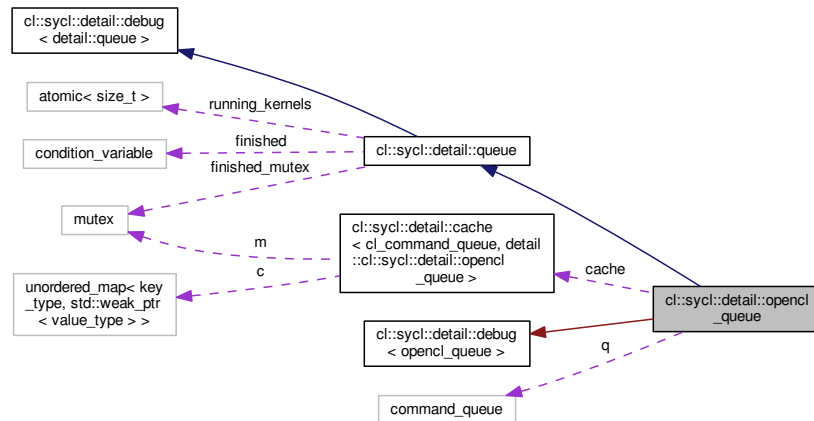 cl::sycl::detail::debug
< detail::queue >
atomic< size_t >
running_kernels
finished
condition_variable
cl::sycl::detail::queue
finished_mutex
mutex
cl::sycl::detail::cache
< cl_command_queue, detail
::cl::sycl::detail::opencl
_queue >
m
c
cache
unordered_map< key
_type, std::weak_ptr
< value_type > >
cl::sycl::detail::opencl
_queue
cl::sycl::detail::debug
< opencl_queue >
q
command_queue